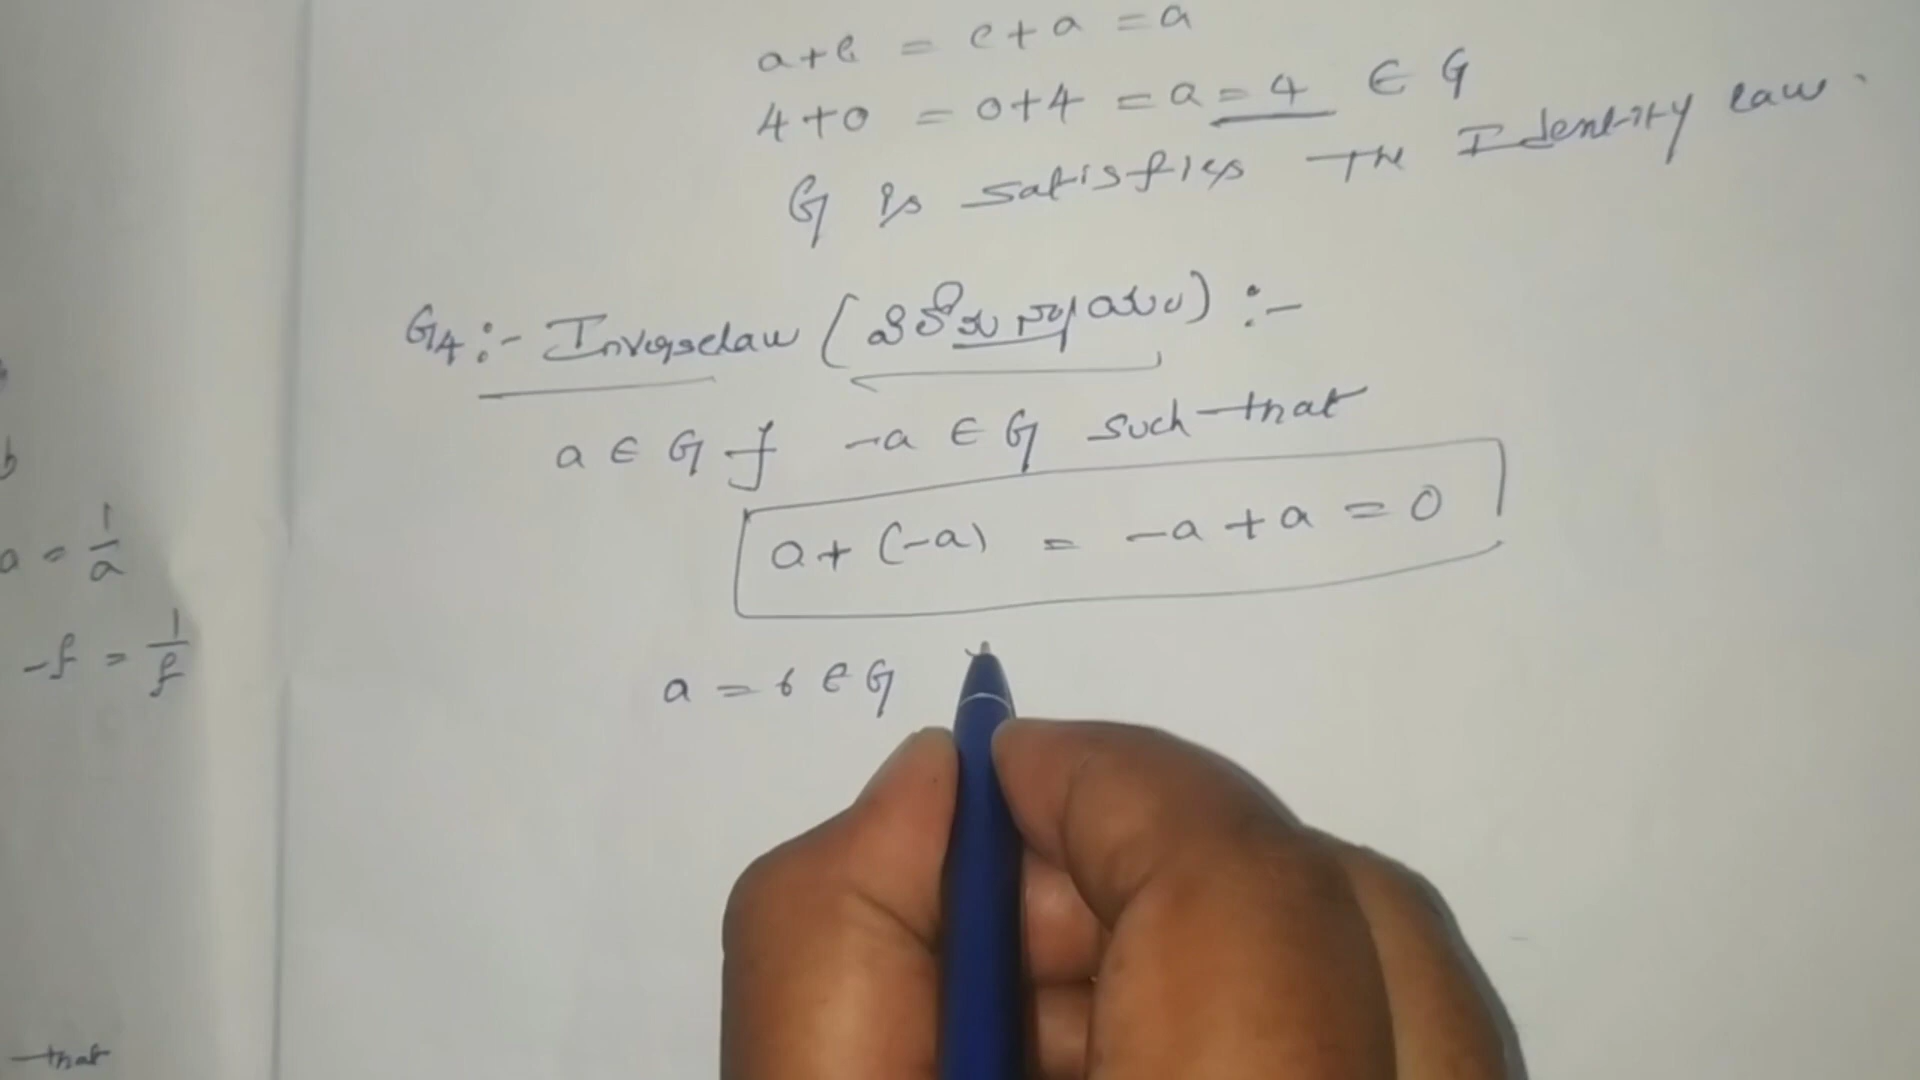 a+e = e+a = a
4+0 = 0+4 = a = 4 ∈ G
G is satisfies The Identity law.
G4:- Inverse law ( ) :-
a ∈ G -a ∈ G such that
a + (-a) = -a + a = 0
a = 6 ∈ G
b
a = 1/a
-f = 1/f
that